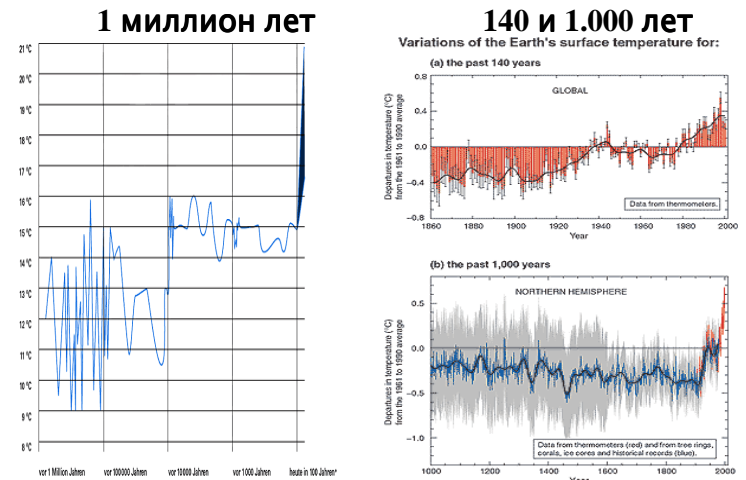 1 миллион лет
21 °C
20 °C
19 °C
18 °C
17 °C
16 °C
15 °C
14 °C
13 °C
12 °C
11 °C
10 °C
9 °C
8 °C
vor 1 Million Jahren vor 100000 Jahren vor 10000 Jahren vor 1000 Jahren heute in 100 Jahren*
140 и 1.000 лет
Variations of the Earth's surface temperature for:
(a) the past 140 years
GLOBAL
Departures in temperature (°C)
from the 1961 to 1990 average
0.8
0.4
0.0
−0.4
−0.8
Data from thermometers.
1860 1880 1900 1920 1940 1960 1980 2000
Year
(b) the past 1,000 years
NORTHERN HEMISPHERE
Departures in temperature (°C)
from the 1961 to 1990 average
0.5
0.0
−0.5
−1.0
Data from thermometers (red) and from tree rings,
corals, ice cores and historical records (blue).
1000 1200 1400 1600 1800 2000
Year